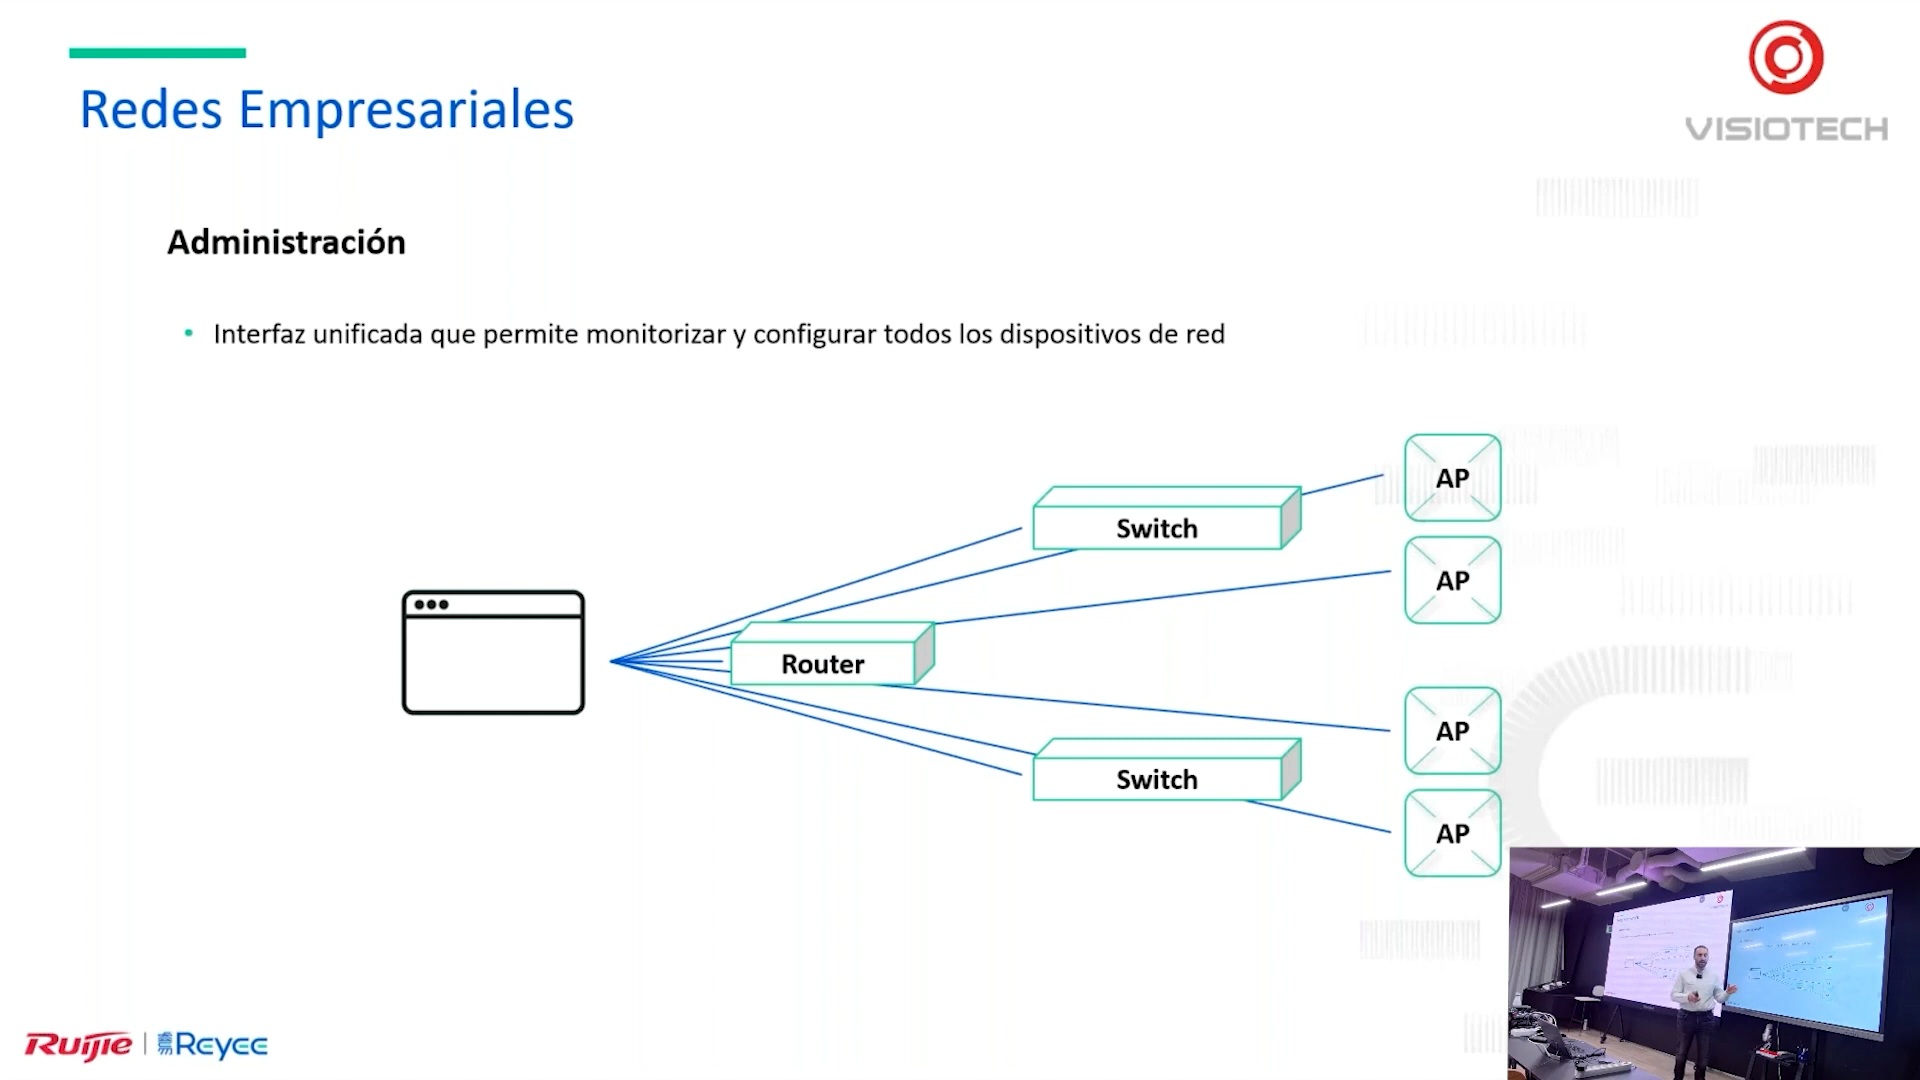 Redes Empresariales
VISIOTECH
Administración
• Interfaz unificada que permite monitorizar y configurar todos los dispositivos de red
AP
Switch
AP
Router
AP
Switch
AP
Ruijie | Reyee